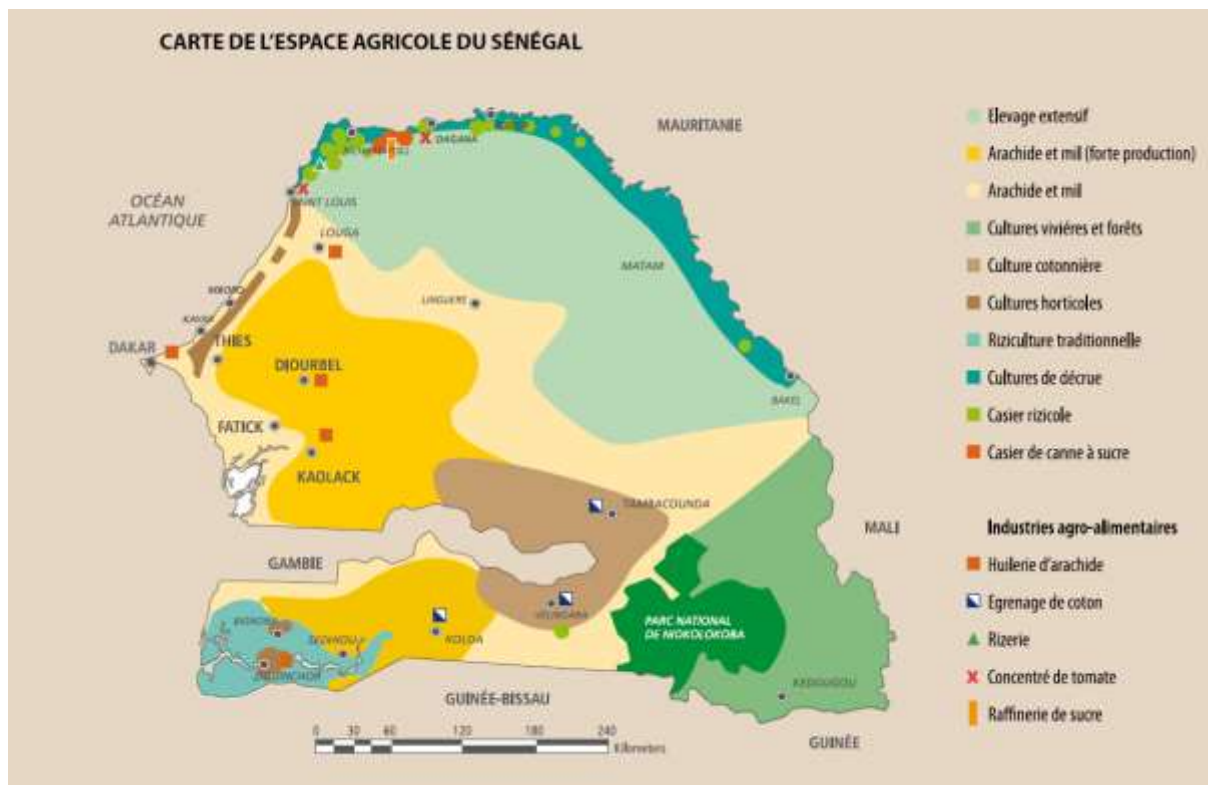 CARTE DE L'ESPACE AGRICOLE DU SÉNÉGAL
MAURITANIE
OCÉAN
ATLANTIQUE
DAGANA
SAINT LOUIS
LOUGA
MATAM
LINGUERE
KAYAR
DAKAR
THIES
DJOURBEL
BAKEL
FATICK
KAOLACK
TAMBACOUNDA
MALI
GAMBIE
VELINGARA
PARC NATIONAL
DE NIOKOLOKOBA
KOLDA
SEDHIOU
ZIGUINCHOR
KEDOUGOU
GUINÉE-BISSAU
GUINÉE
0 30 60 120 180 240
Kilometers
Elevage extensif
Arachide et mil (forte production)
Arachide et mil
Cultures vivières et forêts
Culture cotonnière
Cultures horticoles
Riziculture traditionnelle
Cultures de décrue
Casier rizicole
Casier de canne à sucre
Industries agro-alimentaires
Huilerie d'arachide
Egrenage de coton
Rizerie
Concentré de tomate
Raffinerie de sucre